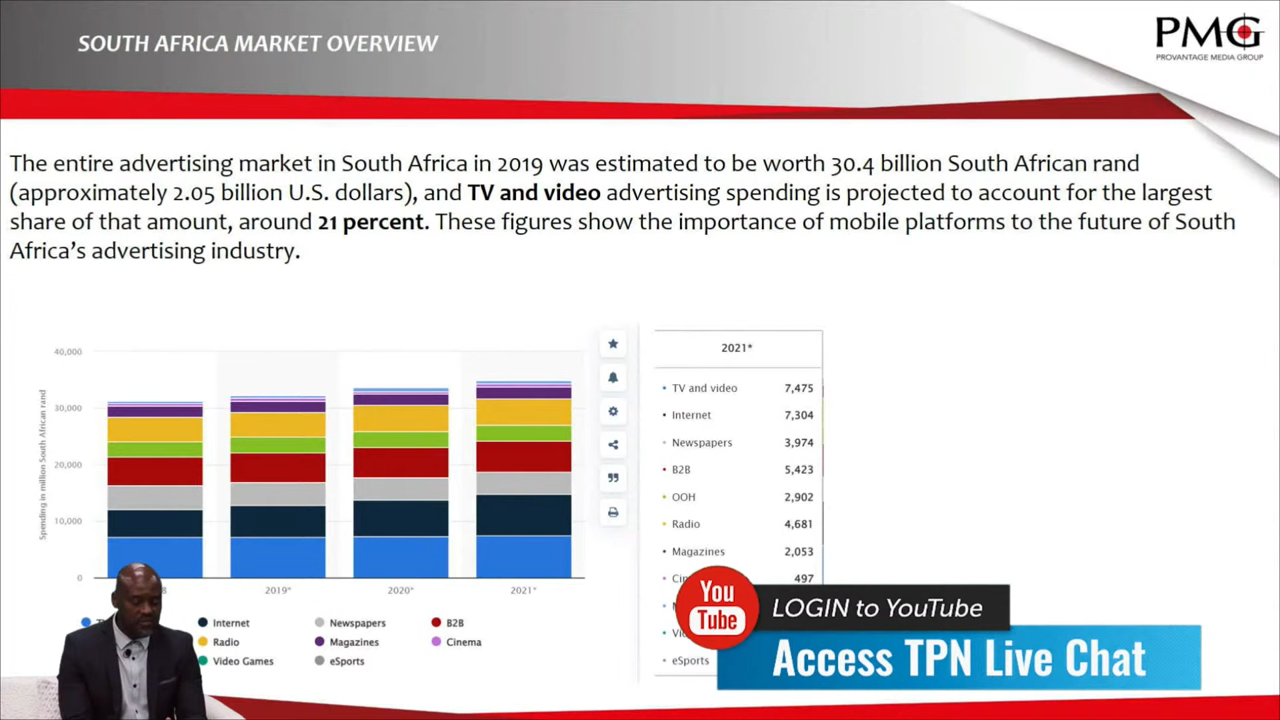 SOUTH AFRICA MARKET OVERVIEW
PMG
PROVANTAGE MEDIA GROUP
The entire advertising market in South Africa in 2019 was estimated to be worth 30.4 billion South African rand
(approximately 2.05 billion U.S. dollars), and TV and video advertising spending is projected to account for the largest
share of that amount, around 21 percent. These figures show the importance of mobile platforms to the future of South
Africa's advertising industry.
Spending in million South African rand
40,000
30,000
20,000
10,000
0
2019*
2020*
2021*
Internet
Newspapers
B2B
Radio
Magazines
Cinema
Video Games
eSports
2021*
TV and video 7,475
Internet 7,304
Newspapers 3,974
B2B 5,423
OOH 2,902
Radio 4,681
Magazines 2,053
497
eSports
You
Tube
LOGIN to YouTube
Access TPN Live Chat